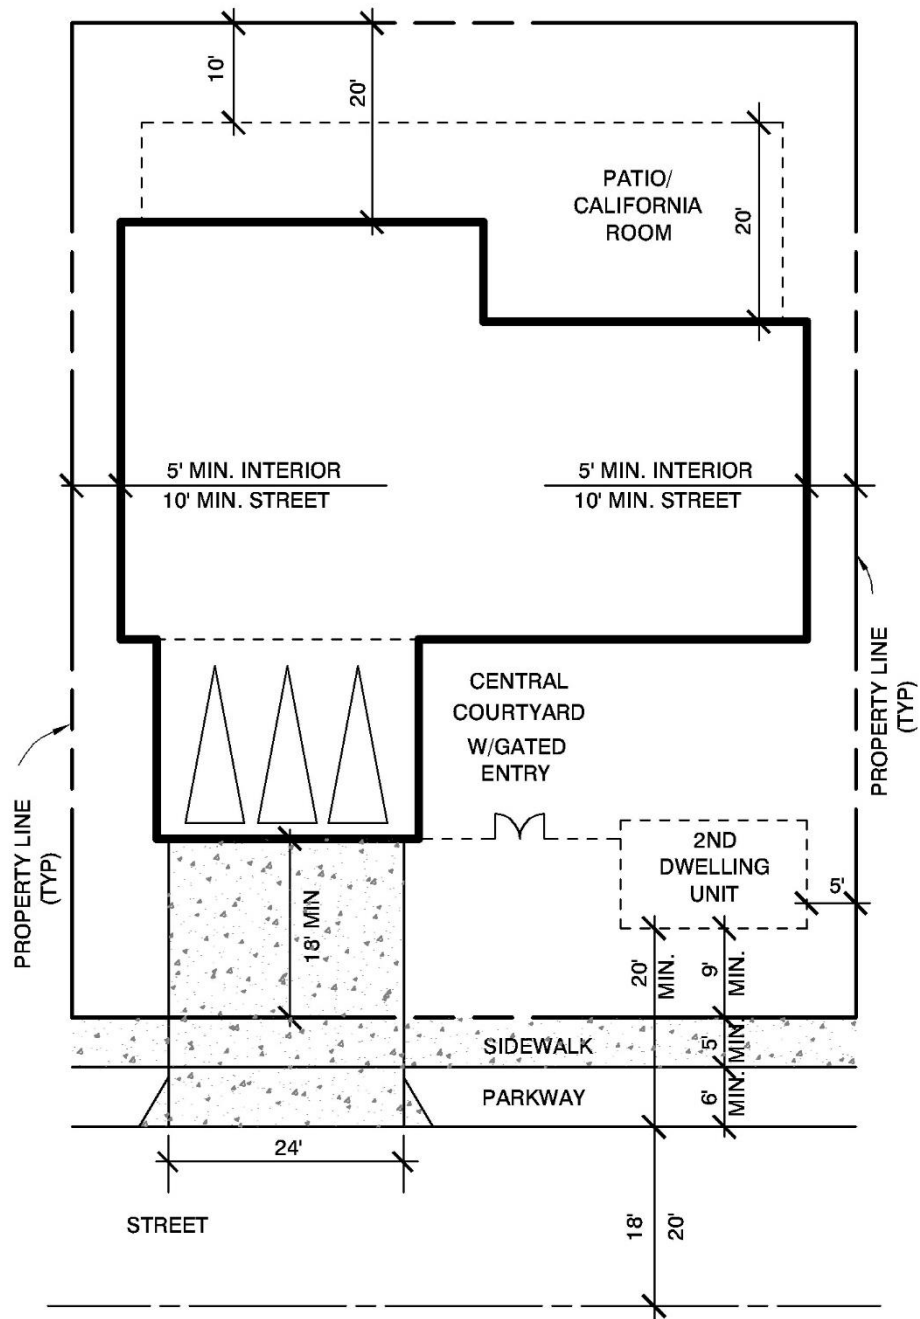 10'
20'
PATIO/
CALIFORNIA
ROOM
20'
5' MIN. INTERIOR
10' MIN. STREET
5' MIN. INTERIOR
10' MIN. STREET
CENTRAL
COURTYARD
W/GATED
ENTRY
PROPERTY LINE
(TYP)
PROPERTY LINE
(TYP)
2ND
DWELLING
UNIT
5'
18' MIN
20'
MIN.
9'
MIN.
SIDEWALK
5'
MIN.
PARKWAY
6'
MIN.
24'
STREET
18'
20'